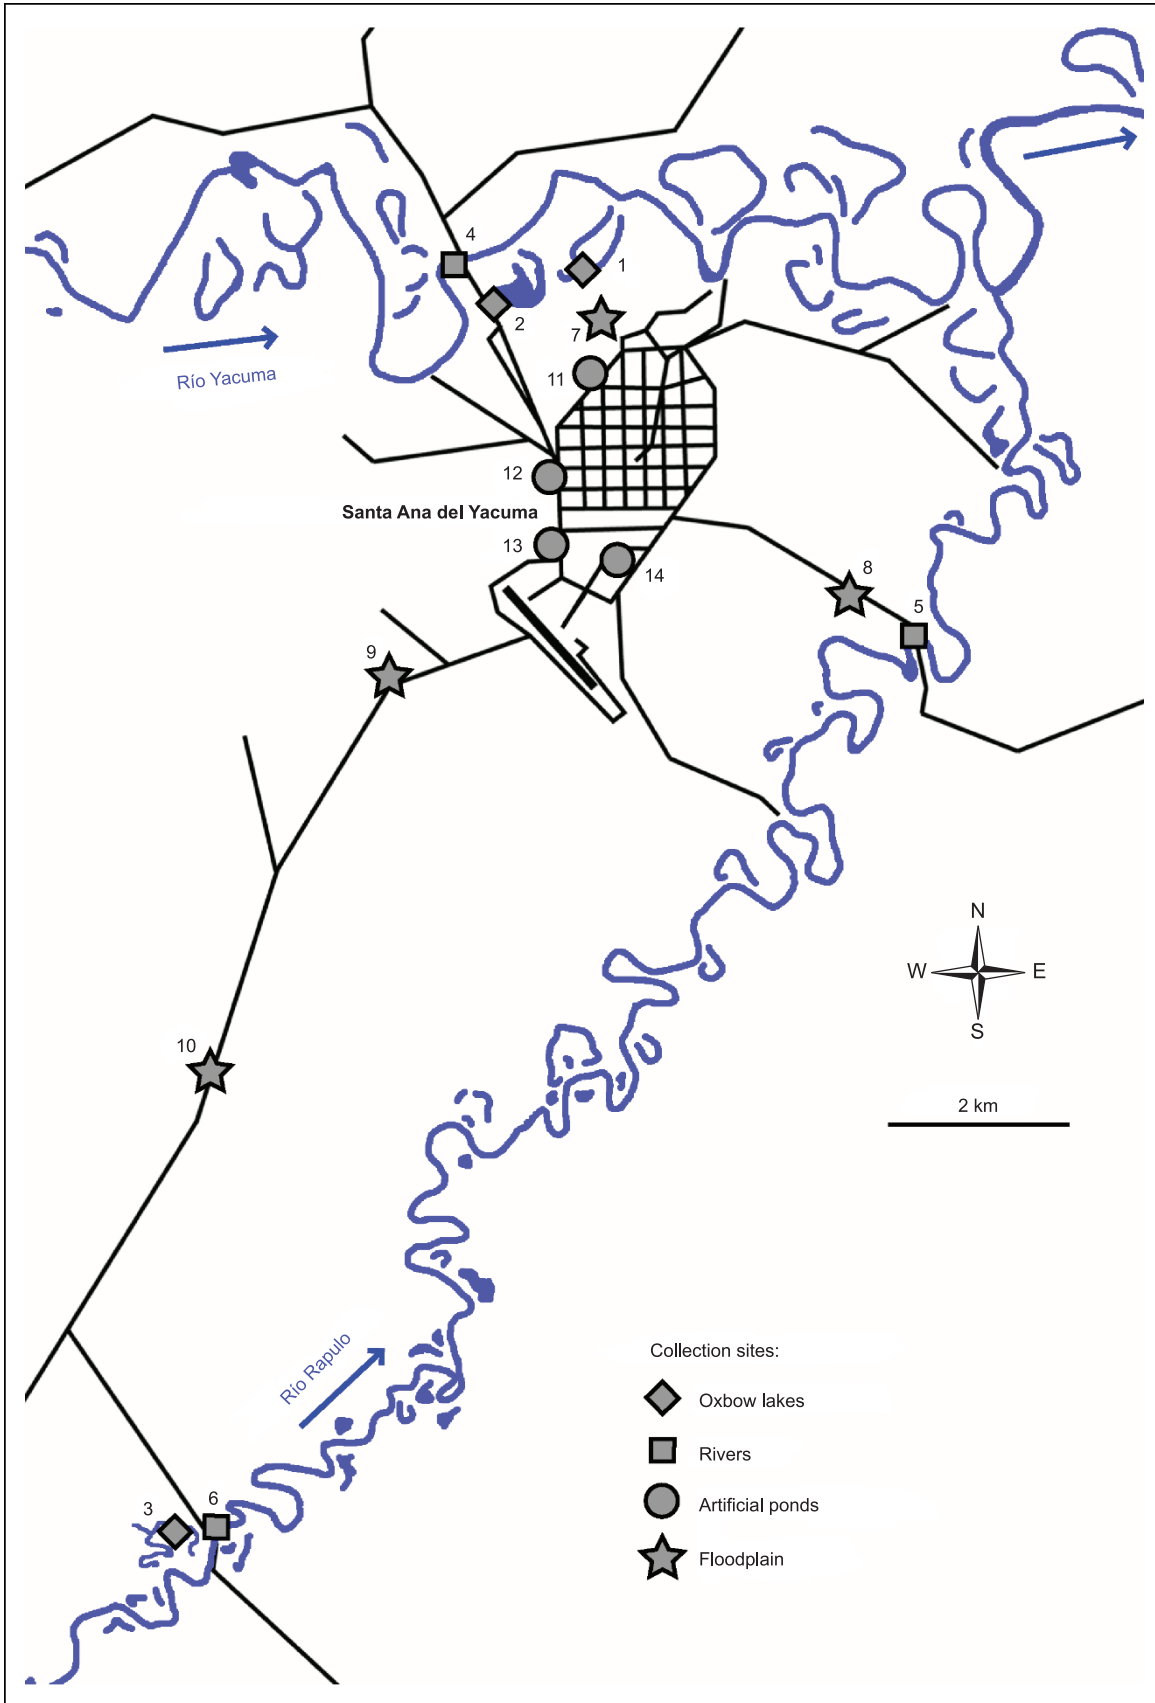 4
1
2
7
Río Yacuma
11
12
Santa Ana del Yacuma
13
14
8
5
9
N
W E
S
10
2 km
Río Rapulo
Collection sites:
Oxbow lakes
Rivers
Artificial ponds
Floodplain
3
6